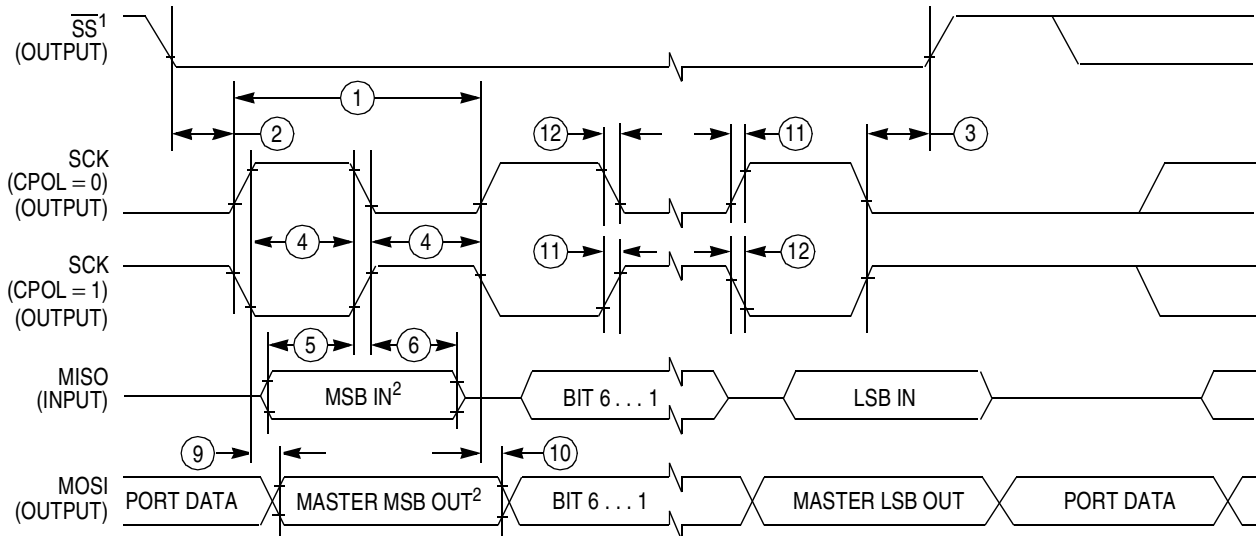 SS¹
(OUTPUT)
1
2
12
11
3
SCK
(CPOL = 0)
(OUTPUT)
4
4
11
12
SCK
(CPOL = 1)
(OUTPUT)
5
6
MISO
(INPUT)
MSB IN²
BIT 6 . . . 1
LSB IN
9
10
MOSI
(OUTPUT)
PORT DATA
MASTER MSB OUT²
BIT 6 . . . 1
MASTER LSB OUT
PORT DATA